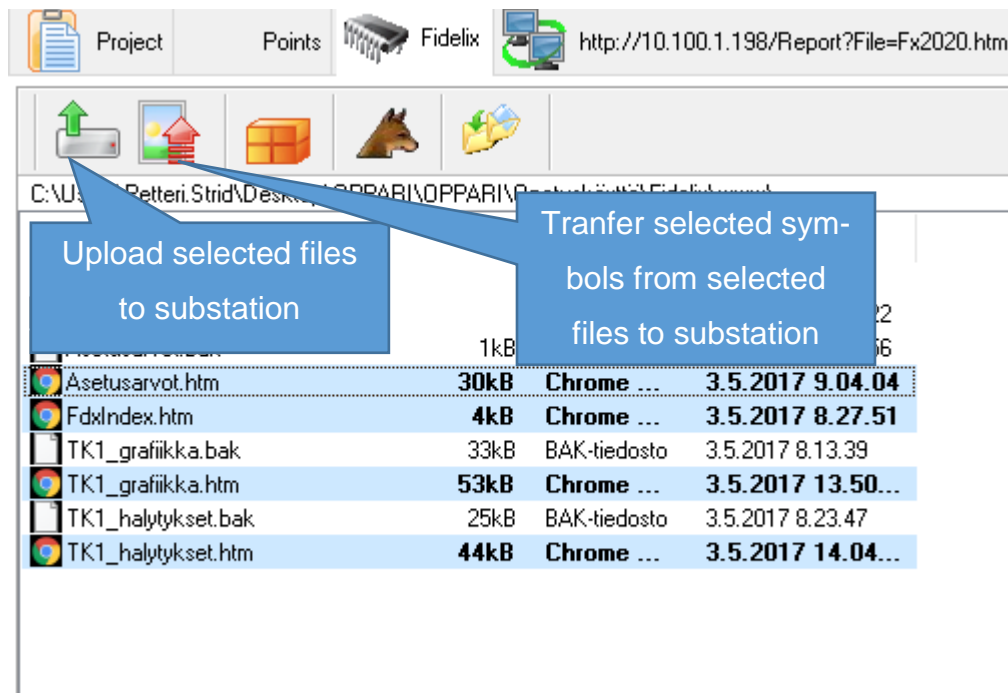 Project Points Fidelix http://10.100.1.198/Report?File=Fx2020.htm
Petteri.Strid\Desktop
Upload selected files
to substation
Tranfer selected sym-
bols from selected
files to substation
1kB
Asetusarvot.htm 30kB Chrome ... 3.5.2017 9.04.04
FdxIndex.htm 4kB Chrome ... 3.5.2017 8.27.51
TK1_grafiikka.bak 33kB BAK-tiedosto 3.5.2017 8.13.39
TK1_grafiikka.htm 53kB Chrome ... 3.5.2017 13.50...
TK1_halytykset.bak 25kB BAK-tiedosto 3.5.2017 8.23.47
TK1_halytykset.htm 44kB Chrome ... 3.5.2017 14.04...